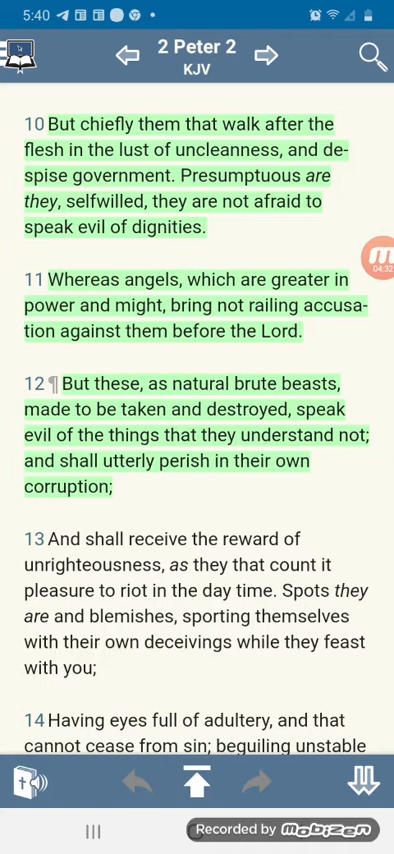 5:40
2 Peter 2
KJV
10 But chiefly them that walk after the
flesh in the lust of uncleanness, and de-
spise government. Presumptuous are
they, selfwilled, they are not afraid to
speak evil of dignities.
11 Whereas angels, which are greater in
power and might, bring not railing accusa-
tion against them before the Lord.
m
04:32
12 ¶ But these, as natural brute beasts,
made to be taken and destroyed, speak
evil of the things that they understand not;
and shall utterly perish in their own
corruption;
13 And shall receive the reward of
unrighteousness, as they that count it
pleasure to riot in the day time. Spots they
are and blemishes, sporting themselves
with their own deceivings while they feast
with you;
14 Having eyes full of adultery, and that
cannot cease from sin; beguiling unstable
Recorded by mobizen